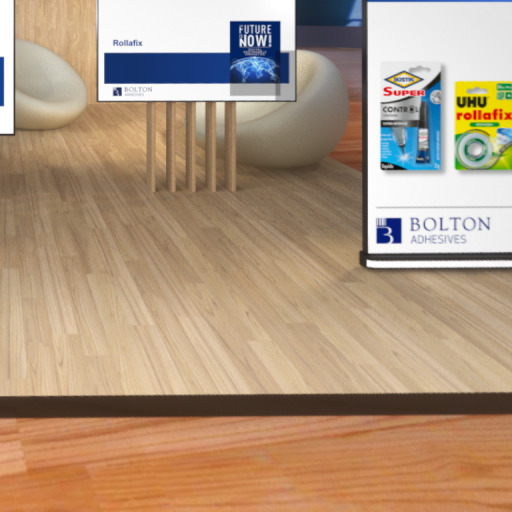 Rollafix
FUTURE
NOW!
BOLTON
ADHESIVES
BOSTIK
SUPER
CONTROL
UHU
rollafix
BOLTON
ADHESIVES